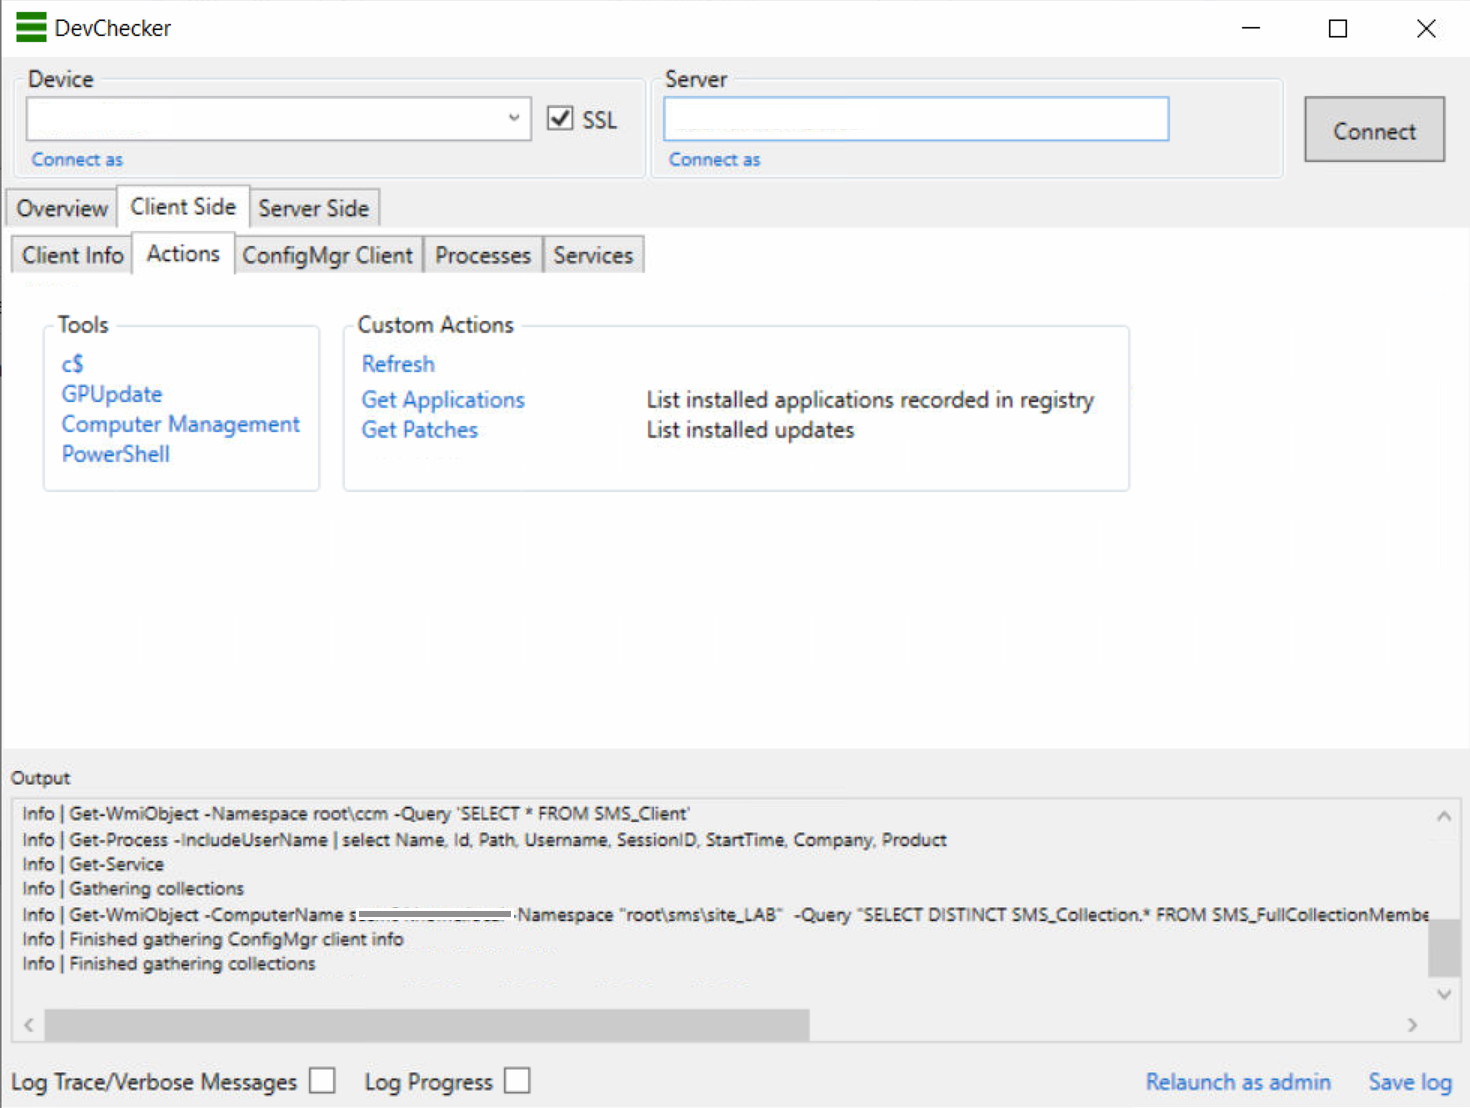 DevChecker
Device
SSL
Connect as
Server
Connect as
Connect
Overview
Client Side
Server Side
Client Info
Actions
ConfigMgr Client
Processes
Services
Tools
c$
GPUpdate
Computer Management
PowerShell
Custom Actions
Refresh
Get Applications List installed applications recorded in registry
Get Patches List installed updates
Output
Info | Get-WmiObject -Namespace root\ccm -Query 'SELECT * FROM SMS_Client'
Info | Get-Process -IncludeUserName | select Name, Id, Path, Username, SessionID, StartTime, Company, Product
Info | Get-Service
Info | Gathering collections
Info | Get-WmiObject -ComputerName -Namespace "root\sms\site_LAB" -Query "SELECT DISTINCT SMS_Collection.* FROM SMS_FullCollectionMembe
Info | Finished gathering ConfigMgr client info
Info | Finished gathering collections
Log Trace/Verbose Messages
Log Progress
Relaunch as admin
Save log